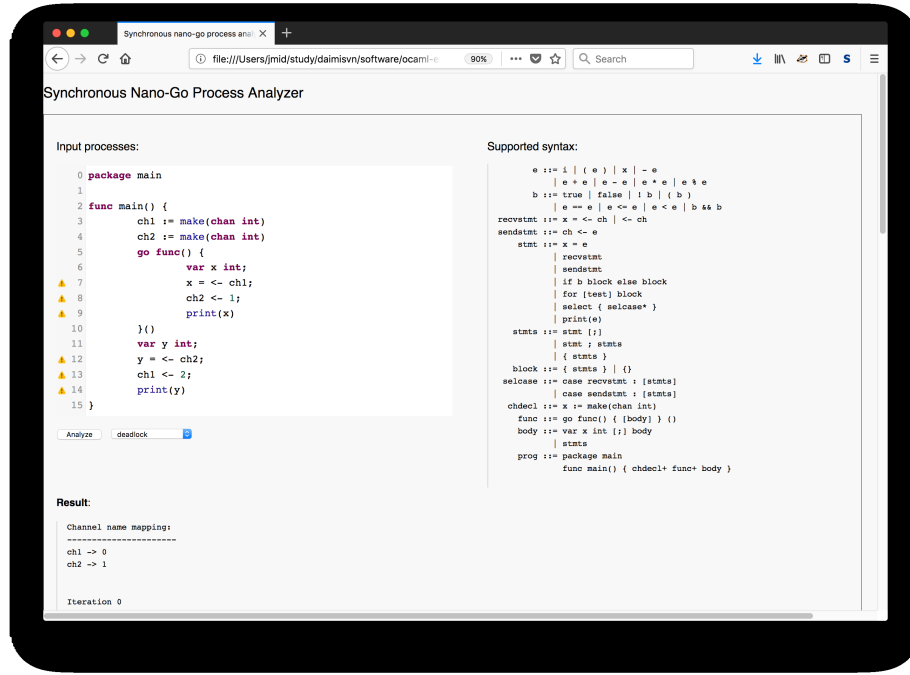 Synchronous nano-go process anal
file:///Users/jmid/study/daimisvn/software/ocaml-e
90%
Search
S
Synchronous Nano-Go Process Analyzer
Input processes:
0 package main
1
2 func main() {
3 ch1 := make(chan int)
4 ch2 := make(chan int)
5 go func() {
6 var x int;
7 x = <- ch1;
8 ch2 <- 1;
9 print(x)
10 }()
11 var y int;
12 y = <- ch2;
13 ch1 <- 2;
14 print(y)
15 }
Analyze deadlock
Supported syntax:
e ::= i | ( e ) | x | - e
| e + e | e - e | e * e | e % e
b ::= true | false | ! b | ( b )
| e == e | e <= e | e < e | b && b
recvstmt ::= x = <- ch | <- ch
sendstmt ::= ch <- e
stmt ::= x = e
| recvstmt
| sendstmt
| if b block else block
| for [test] block
| select { selcase* }
| print(e)
stmts ::= stmt [;]
| stmt ; stmts
| { stmts }
block ::= { stmts } | {}
selcase ::= case recvstmt : [stmts]
| case sendstmt : [stmts]
chdecl ::= x := make(chan int)
func ::= go func() { [body] } ()
body ::= var x int [;] body
| stmts
prog ::= package main
func main() { chdecl+ func+ body }
Result:
Channel name mapping:
----------------------
ch1 -> 0
ch2 -> 1
Iteration 0